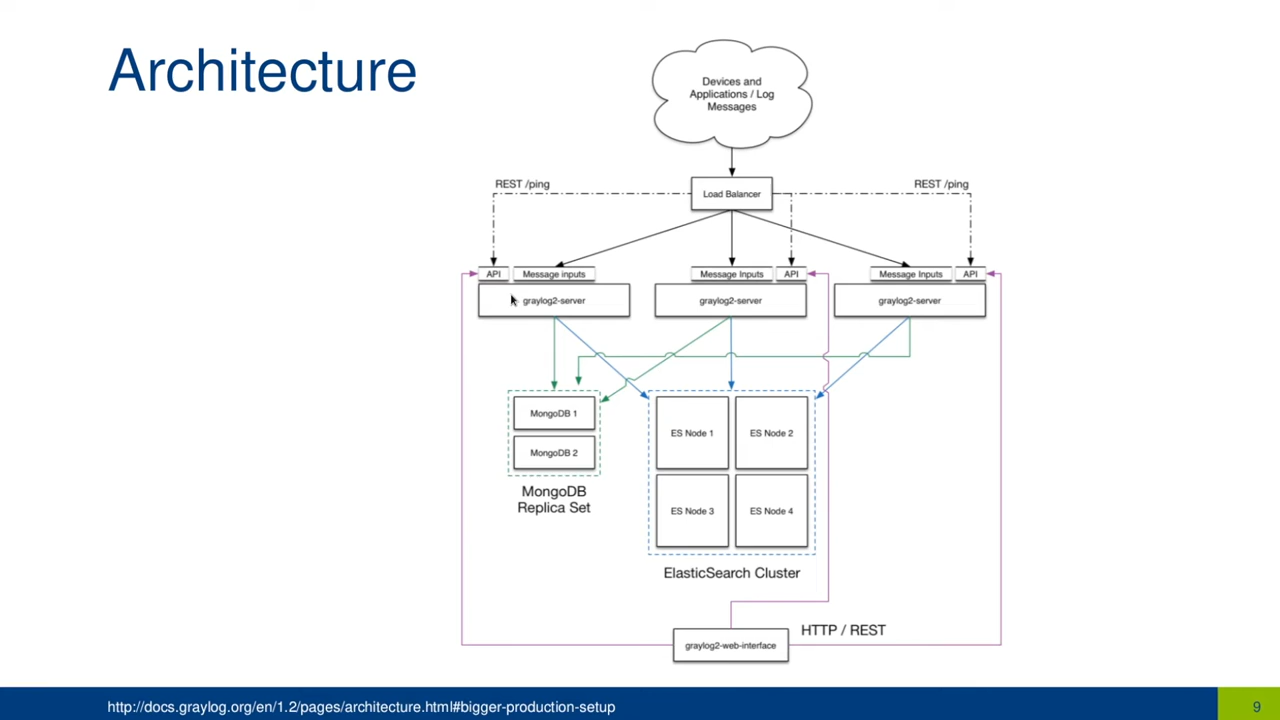 Architecture
Devices and
Applications / Log
Messages
REST /ping
Load Balancer
REST /ping
API
Message inputs
Message Inputs
API
Message Inputs
API
graylog2-server
graylog2-server
graylog2-server
MongoDB 1
MongoDB 2
MongoDB
Replica Set
ES Node 1
ES Node 2
ES Node 3
ES Node 4
ElasticSearch Cluster
HTTP / REST
graylog2-web-interface
http://docs.graylog.org/en/1.2/pages/architecture.html#bigger-production-setup
9